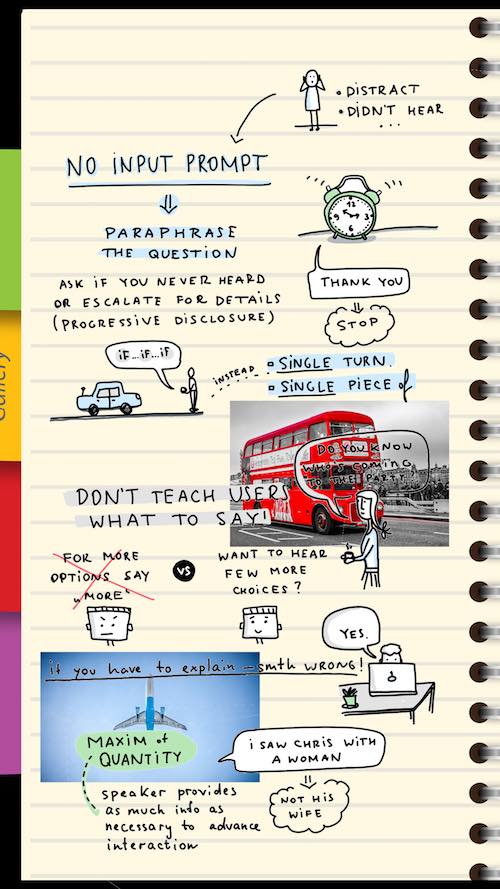 • DISTRACT
• DIDN'T HEAR
...
NO INPUT PROMPT
PARAPHRASE
THE QUESTION
12
3
6
9
ASK IF YOU NEVER HEARD
OR ESCALATE FOR DETAILS
(PROGRESSIVE DISCLOSURE)
THANK YOU
STOP
IF...IF...IF
INSTEAD
SINGLE TURN.
SINGLE PIECE of
DO YOU KNOW
WHO'S COMING
TO THE PARTY?
DON'T TEACH USERS
WHAT TO SAY!
FOR MORE
OPTIONS SAY
"MORE"
VS
WANT TO HEAR
FEW MORE
CHOICES?
YES.
if you have to explain - smth WRONG!
MAXIM of
QUANTITY
I SAW CHRIS WITH
A WOMAN
NOT HIS
WIFE
speaker provides
as much info as
necessary to advance
interaction